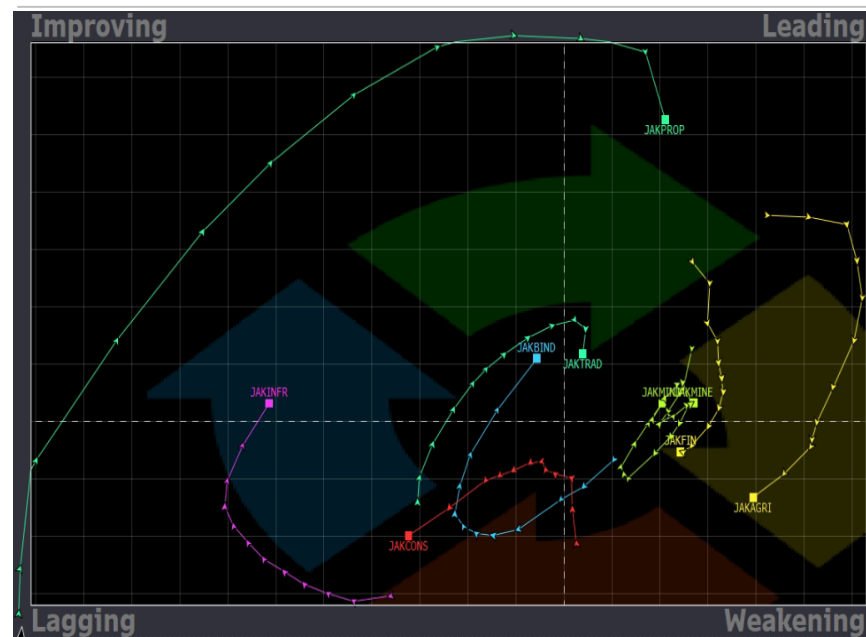 Improving
Leading
JAKPROP
JAKBIND
JAKTRAD
JAKINFR
JAKMINE
JAKFIN
JAKAGRI
JAKCONS
Lagging
Weakening